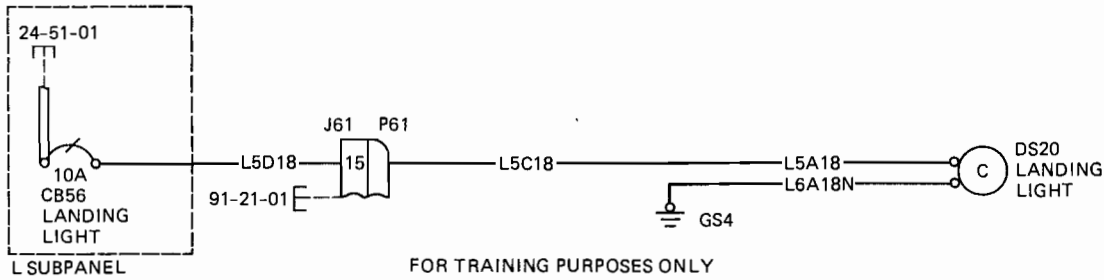 24-51-01
J61 P61
L5D18
15
L5C18
L5A18
DS20
LANDING
LIGHT
C
10A
CB56
LANDING
LIGHT
91-21-01
L6A18N
GS4
L SUBPANEL
FOR TRAINING PURPOSES ONLY